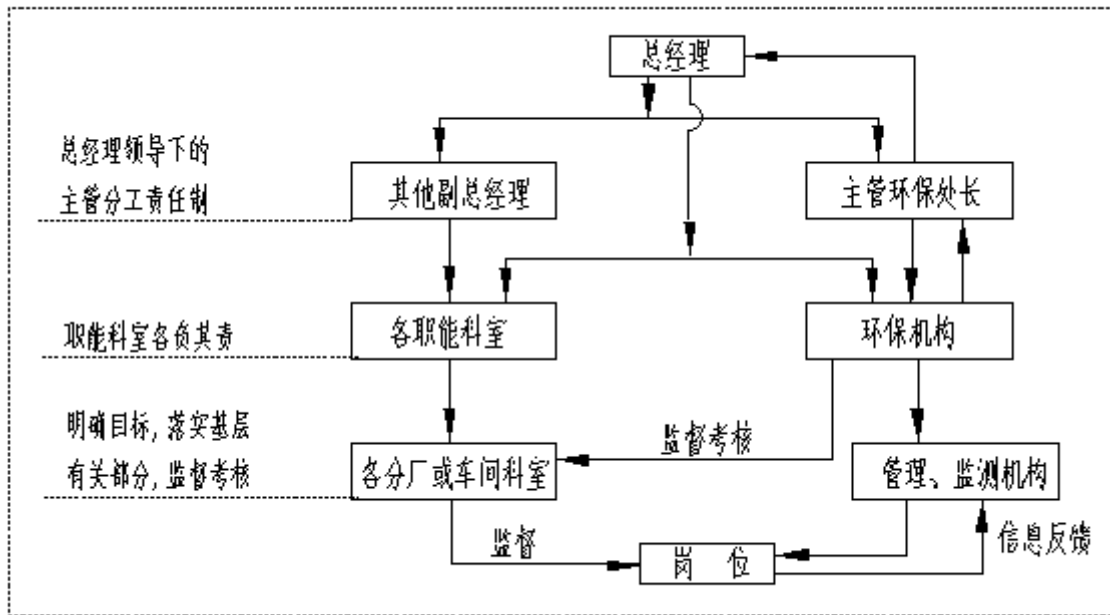 总经理
总经理领导下的
主管分工责任制
其他副总经理
主管环保处长
职能科室各负其责
各职能科室
环保机构
明确目标, 落实基层
有关部分, 监督考核
监督考核
各分厂或车间科室
管理、监测机构
监督
岗 位
信息反馈